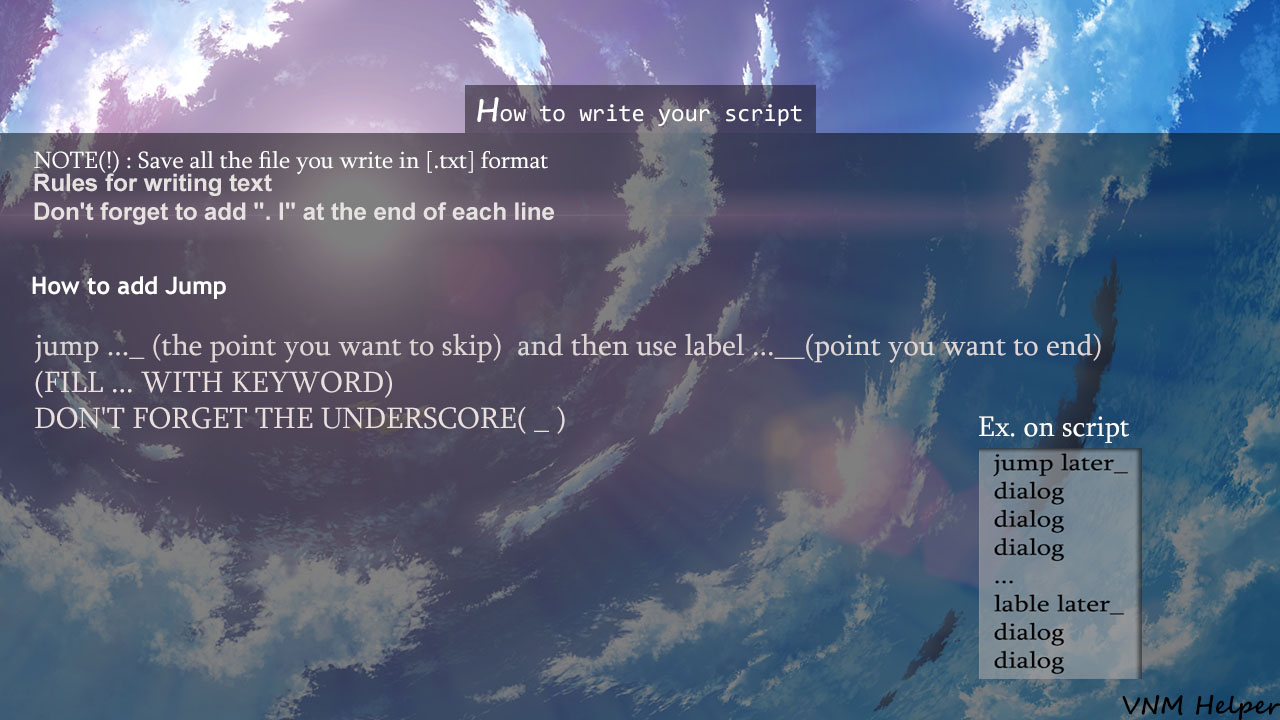 How to write your script
NOTE(!) : Save all the file you write in [.txt] format
Rules for writing text
Don't forget to add ". I" at the end of each line
How to add Jump
jump ..._ (the point you want to skip)  and then use label ...__(point you want to end)
(FILL ... WITH KEYWORD)
DON'T FORGET THE UNDERSCORE( _ )
Ex. on script
jump later_
dialog
dialog
dialog
...
lable later_
dialog
dialog
VNM Helper